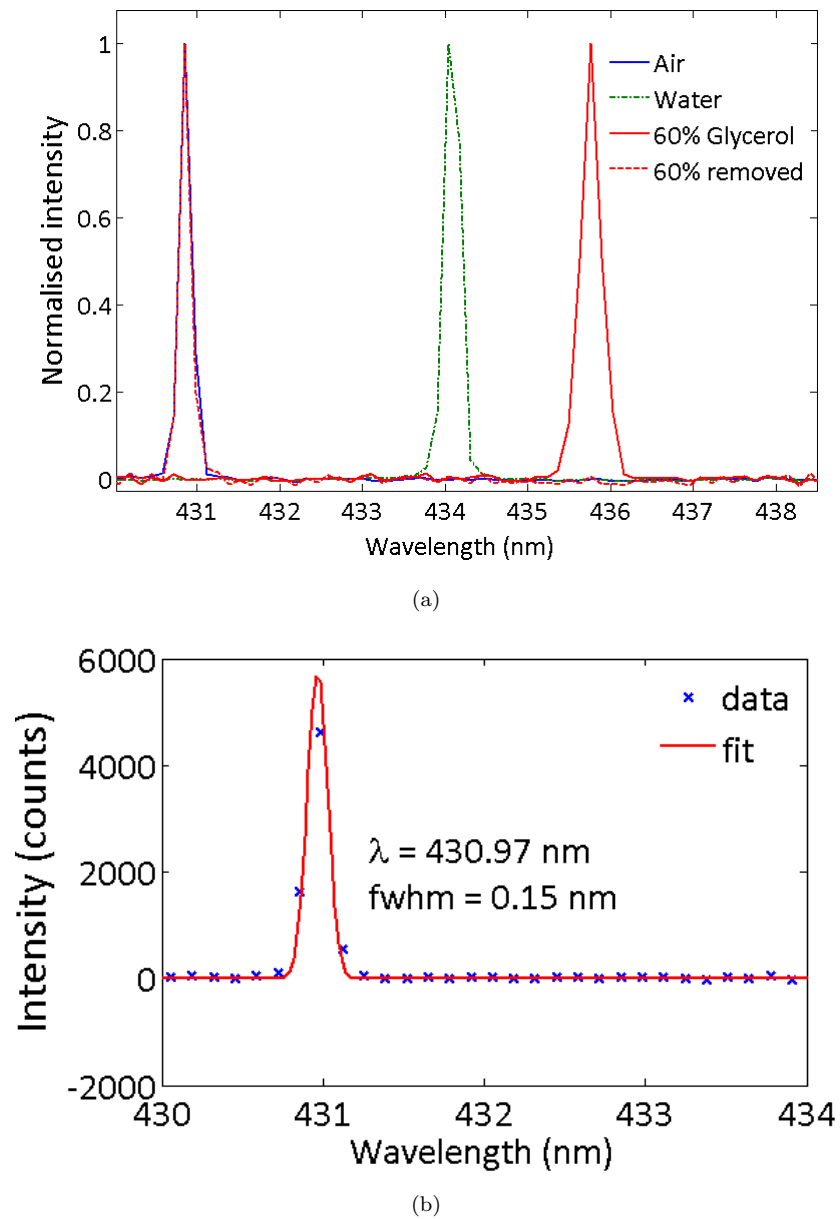 1
0.8
0.6
0.4
0.2
0
Normalised intensity
Air
Water
60% Glycerol
60% removed
431 432 433 434 435 436 437 438
Wavelength (nm)
(a)
6000
4000
2000
0
-2000
Intensity (counts)
data
fit
λ = 430.97 nm
fwhm = 0.15 nm
430 431 432 433 434
Wavelength (nm)
(b)